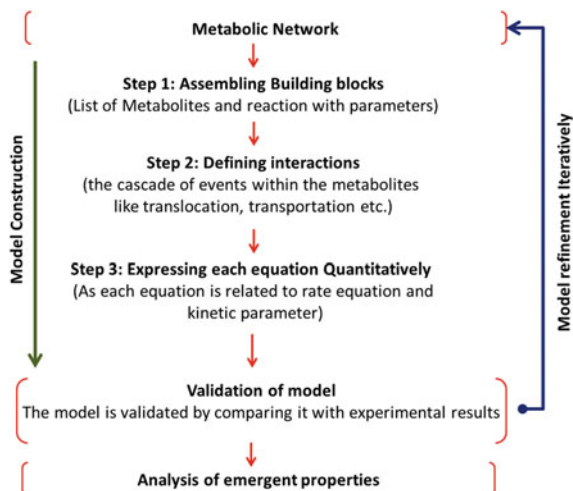 Metabolic Network
Step 1: Assembling Building blocks
(List of Metabolites and reaction with parameters)
Step 2: Defining interactions
(the cascade of events within the metabolites
like translocation, transportation etc.)
Step 3: Expressing each equation Quantitatively
(As each equation is related to rate equation and
kinetic parameter)
Validation of model
The model is validated by comparing it with experimental results
Analysis of emergent properties
Model Construction
Model refinement Iteratively